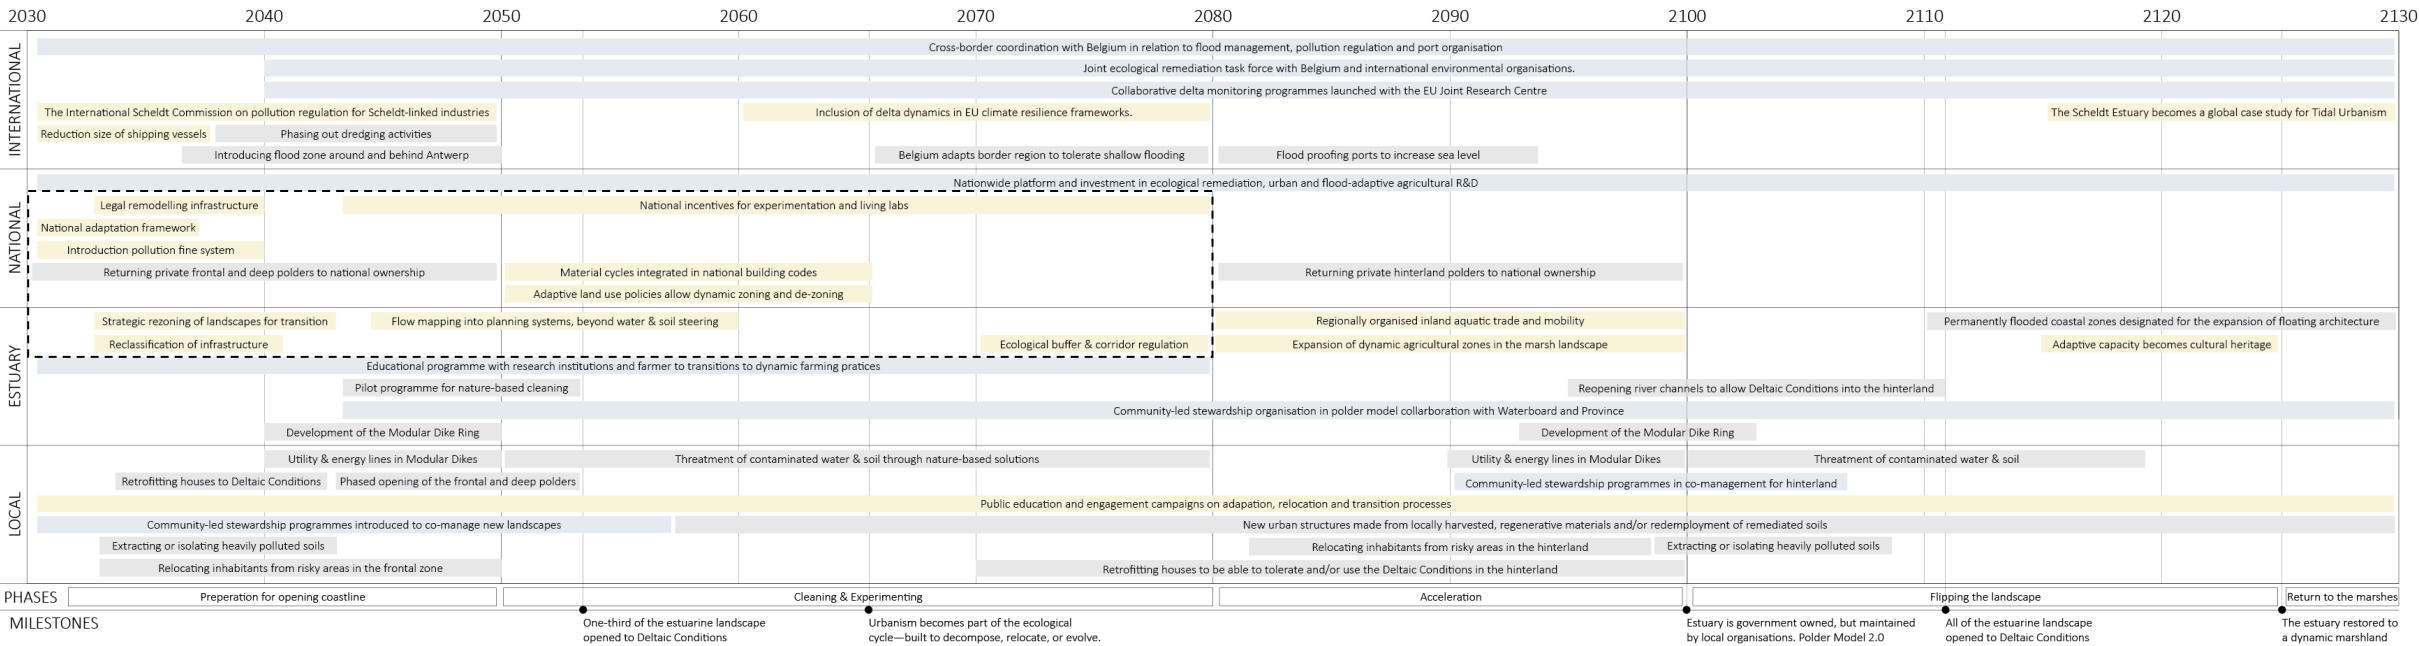 2030 2040 2050 2060 2070 2080 2090 2100 2110 2120 2130
INTERNATIONAL
Cross-border coordination with Belgium in relation to flood management, pollution regulation and port organisation
Joint ecological remediation task force with Belgium and international environmental organisations.
Collaborative delta monitoring programmes launched with the EU Joint Research Centre
The International Scheldt Commission on pollution regulation for Scheldt-linked industries
Inclusion of delta dynamics in EU climate resilience frameworks.
The Scheldt Estuary becomes a global case study for Tidal Urbanism
Reduction size of shipping vessels
Phasing out dredging activities
Introducing flood zone around and behind Antwerp
Belgium adapts border region to tolerate shallow flooding
Flood proofing ports to increase sea level
NATIONAL
Nationwide platform and investment in ecological remediation, urban and flood-adaptive agricultural R&D
Legal remodelling infrastructure
National incentives for experimentation and living labs
National adaptation framework
Introduction pollution fine system
Returning private frontal and deep polders to national ownership
Material cycles integrated in national building codes
Returning private hinterland polders to national ownership
Adaptive land use policies allow dynamic zoning and de-zoning
ESTUARY
Strategic rezoning of landscapes for transition
Flow mapping into planning systems, beyond water & soil steering
Regionally organised inland aquatic trade and mobility
Permanently flooded coastal zones designated for the expansion of floating architecture
Reclassification of infrastructure
Ecological buffer & corridor regulation
Expansion of dynamic agricultural zones in the marsh landscape
Adaptive capacity becomes cultural heritage
Educational programme with research institutions and farmer to transitions to dynamic farming pratices
Pilot programme for nature-based cleaning
Reopening river channels to allow Deltaic Conditions into the hinterland
Community-led stewardship organisation in polder model collarboration with Waterboard and Province
Development of the Modular Dike Ring
Development of the Modular Dike Ring
LOCAL
Utility & energy lines in Modular Dikes
Threatment of contaminated water & soil through nature-based solutions
Utility & energy lines in Modular Dikes
Threatment of contaminated water & soil
Retrofitting houses to Deltaic Conditions
Phased opening of the frontal and deep polders
Community-led stewardship programmes in co-management for hinterland
Public education and engagement campaigns on adapation, relocation and transition processes
Community-led stewardship programmes introduced to co-manage new landscapes
New urban structures made from locally harvested, regenerative materials and/or redemployment of remediated soils
Extracting or isolating heavily polluted soils
Relocating inhabitants from risky areas in the hinterland
Extracting or isolating heavily polluted soils
Relocating inhabitants from risky areas in the frontal zone
Retrofitting houses to be able to tolerate and/or use the Deltaic Conditions in the hinterland
PHASES
Preparation for opening coastline
Cleaning & Experimenting
Acceleration
Flipping the landscape
Return to the marshes
MILESTONES
One-third of the estuarine landscape
opened to Deltaic Conditions
Urbanism becomes part of the ecological
cycle—built to decompose, relocate, or evolve.
Estuary is government owned, but maintained
by local organisations. Polder Model 2.0
All of the estuarine landscape
opened to Deltaic Conditions
The estuary restored to
a dynamic marshland